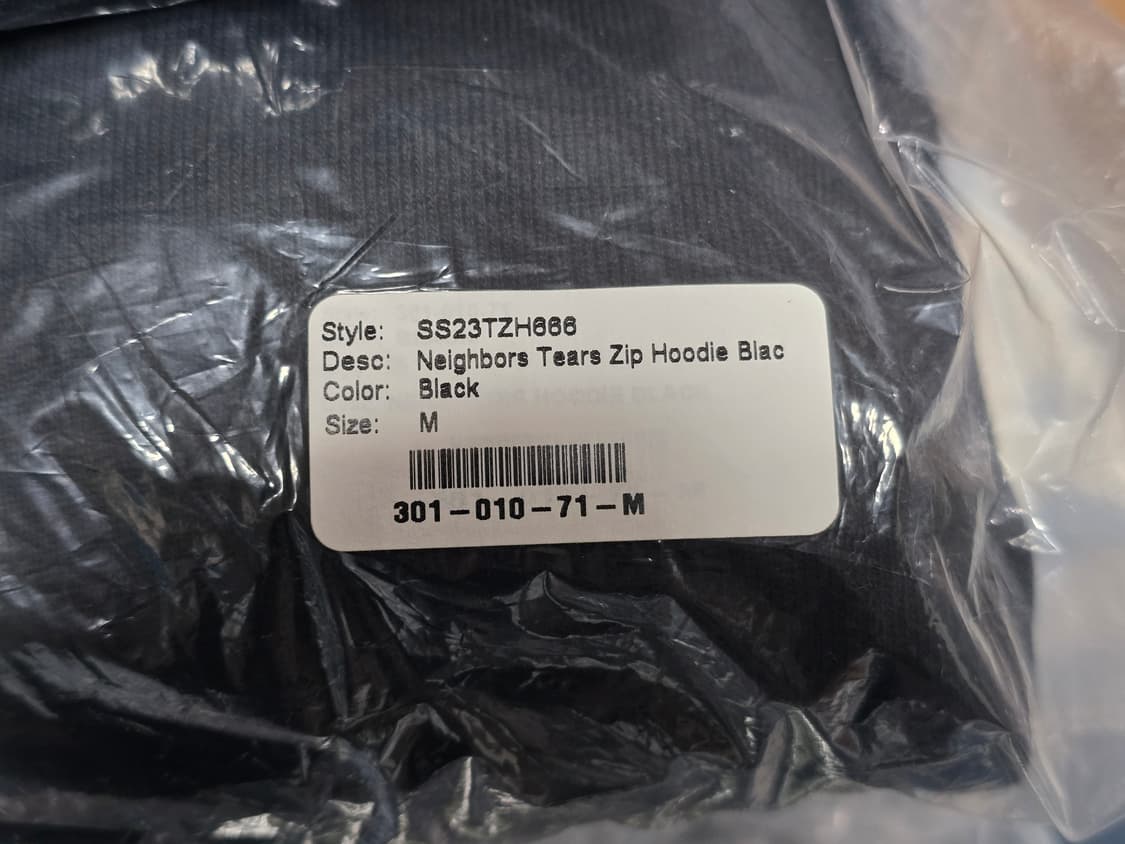 Style: SS23TZH666
Desc: Neighbors Tears Zip Hoodie Blac
Color: Black
Size: M
301-010-71-M